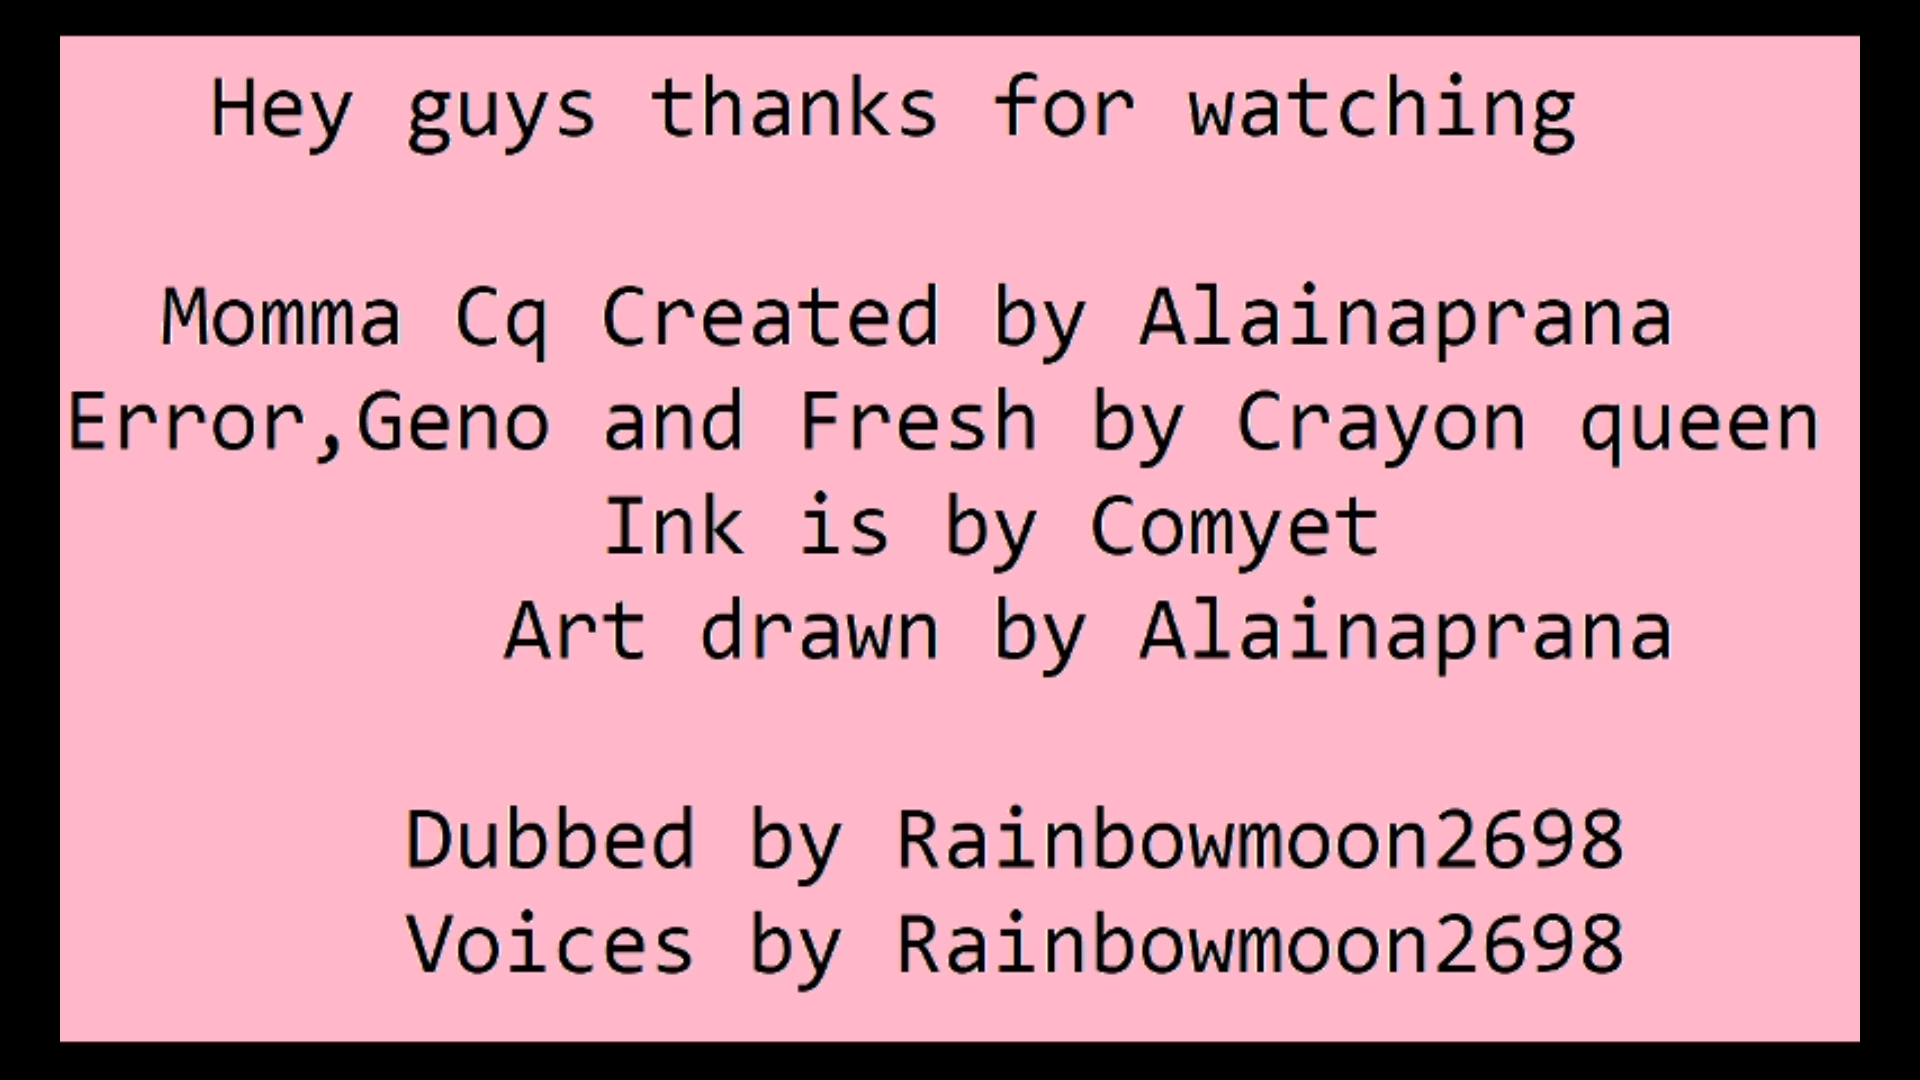 Hey guys thanks for watching
Momma Cq Created by Alainaprana
Error,Geno and Fresh by Crayon queen
Ink is by Comyet
Art drawn by Alainaprana
Dubbed by Rainbowmoon2698
Voices by Rainbowmoon2698